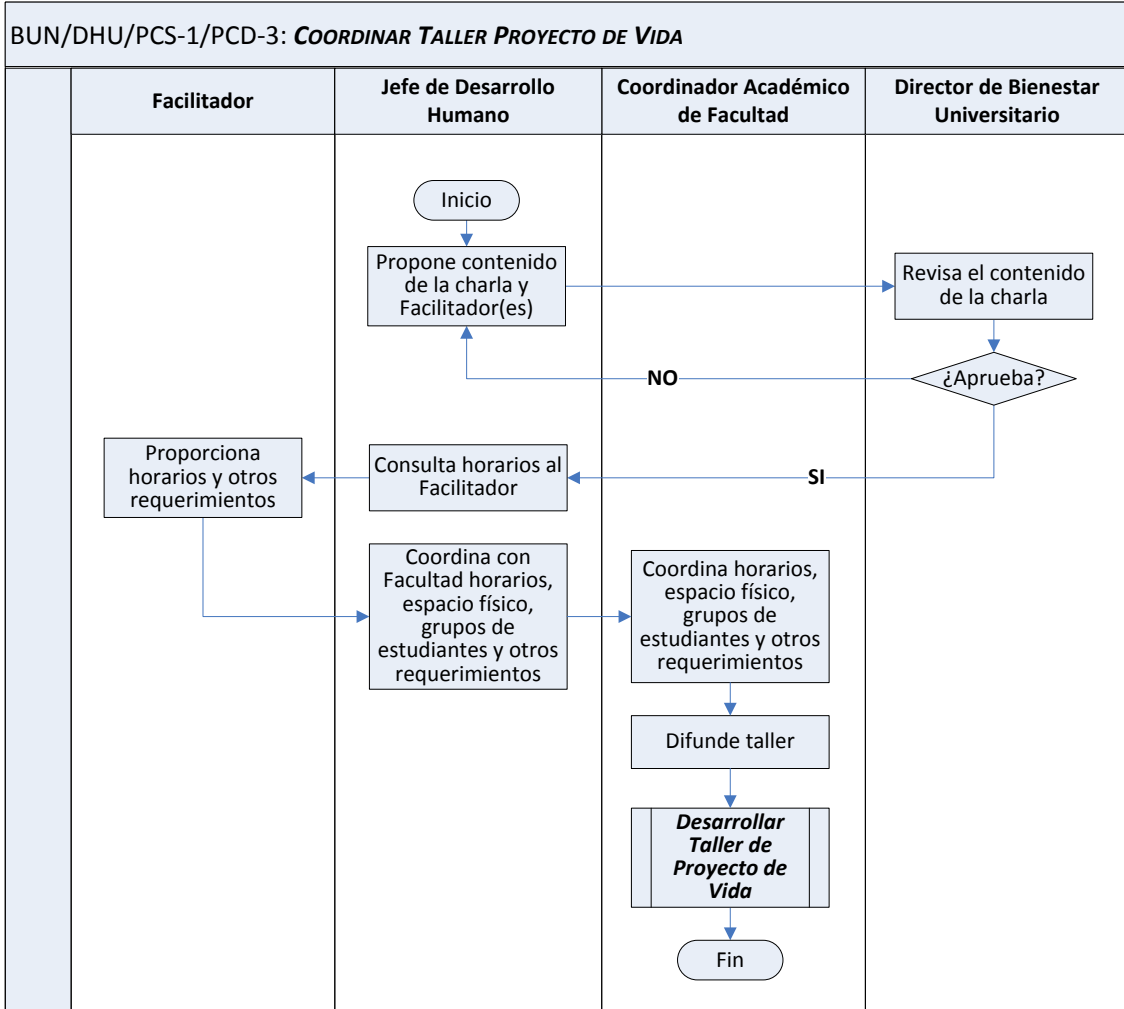 BUN/DHU/PCS-1/PCD-3: COORDINAR TALLER PROYECTO DE VIDA
Facilitador
Jefe de Desarrollo
Humano
Coordinador Académico
de Facultad
Director de Bienestar
Universitario
Inicio
Propone contenido
de la charla y
Facilitador(es)
Revisa el contenido
de la charla
¿Aprueba?
NO
SI
Consulta horarios al
Facilitador
Proporciona
horarios y otros
requerimientos
Coordina con
Facultad horarios,
espacio físico,
grupos de
estudiantes y otros
requerimientos
Coordina horarios,
espacio físico,
grupos de
estudiantes y otros
requerimientos
Difunde taller
Desarrollar
Taller de
Proyecto de
Vida
Fin